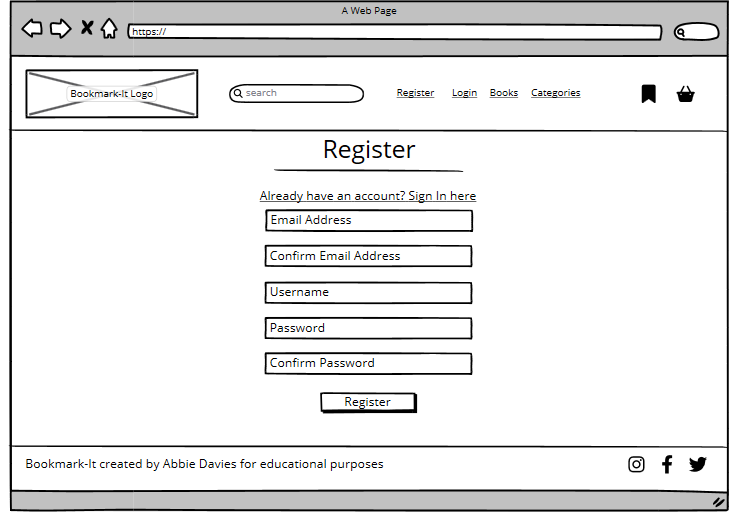 A Web Page
https://
Bookmark-It Logo
search
Register Login Books Categories
Register
Already have an account? Sign In here
Email Address
Confirm Email Address
Username
Password
Confirm Password
Register
Bookmark-It created by Abbie Davies for educational purposes